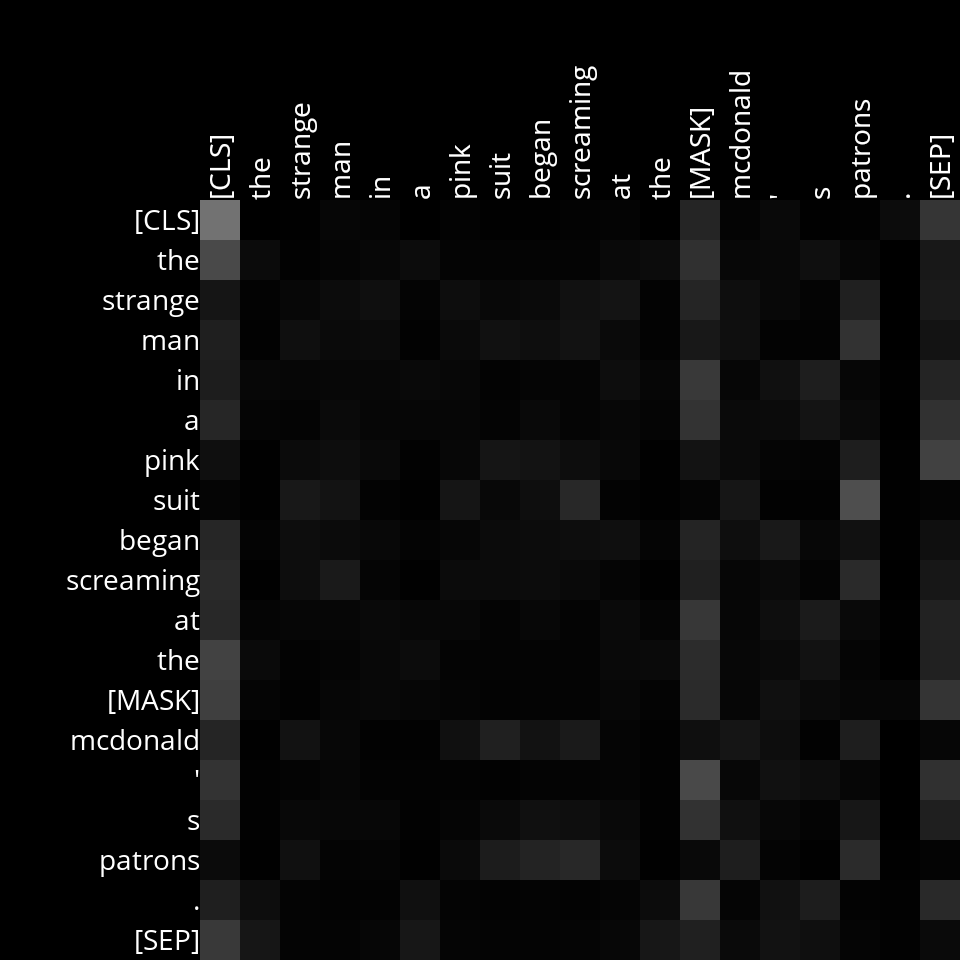 [CLS] the strange man in a pink suit began screaming at the [MASK] mcdonald ' s patrons . [SEP]
[CLS]
the
strange
man
in
a
pink
suit
began
screaming
at
the
[MASK]
mcdonald
'
s
patrons
.
[SEP]